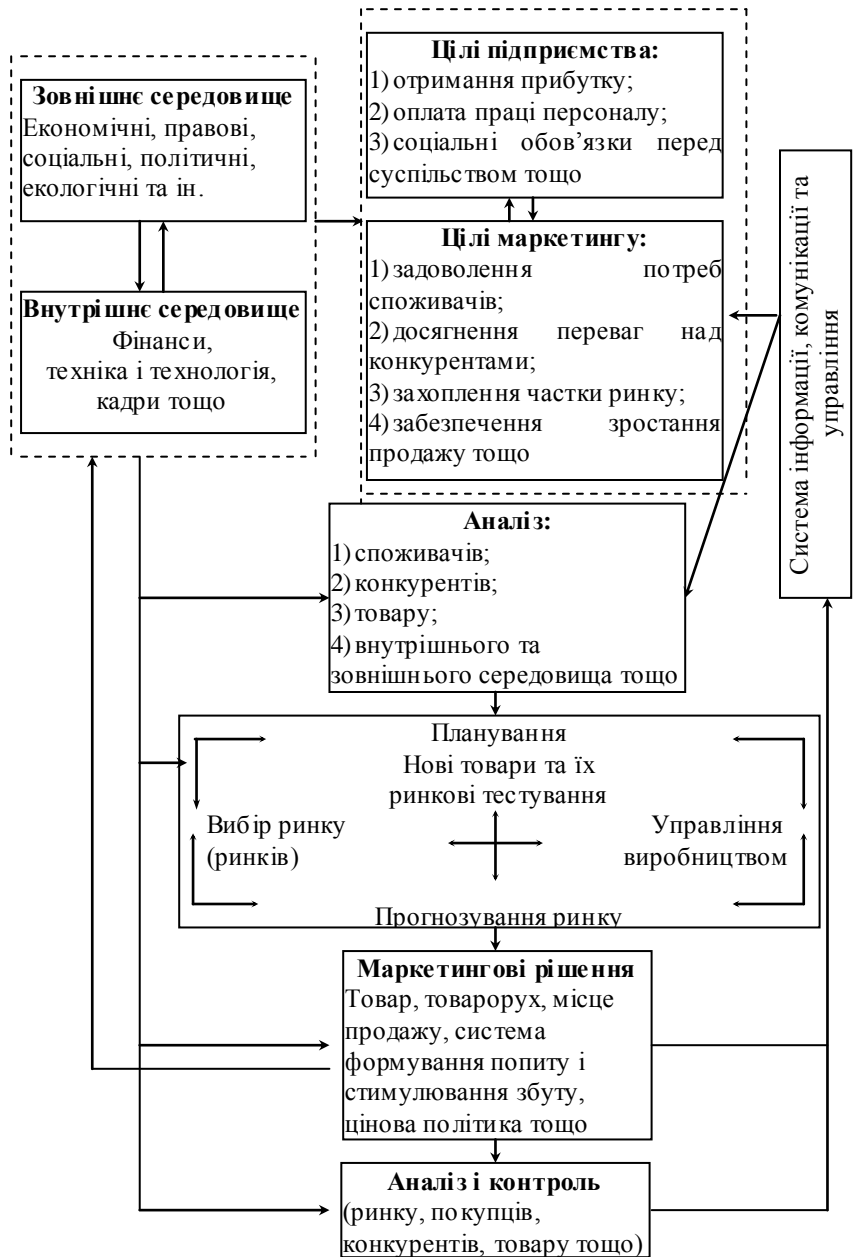 Зовнішнє середовище
Економічні, правові,
соціальні, політичні,
екологічні та ін.
Внутрішнє середовище
Фінанси,
техніка і технологія,
кадри тощо
Цілі підприємства:
1) отримання прибутку;
2) оплата праці персоналу;
3) соціальні обов’язки перед
суспільством тощо
Цілі маркетингу:
1) задоволення потреб
споживачів;
2) досягнення переваг над
конкурентами;
3) захоплення частки ринку;
4) забезпечення зростання
продажу тощо
Система інформації, комунікації та
управління
Аналіз:
1) споживачів;
2) конкурентів;
3) товару;
4) внутрішнього та
зовнішнього середовища тощо
Планування
Нові товари та їх
ринкові тестування
Вибір ринку
(ринків)
Управління
виробництвом
Прогнозування ринку
Маркетингові рішення
Товар, товарорух, місце
продажу, система
формування попиту і
стимулювання збуту,
цінова політика тощо
Аналіз і контроль
(ринку, покупців,
конкурентів, товару тощо)